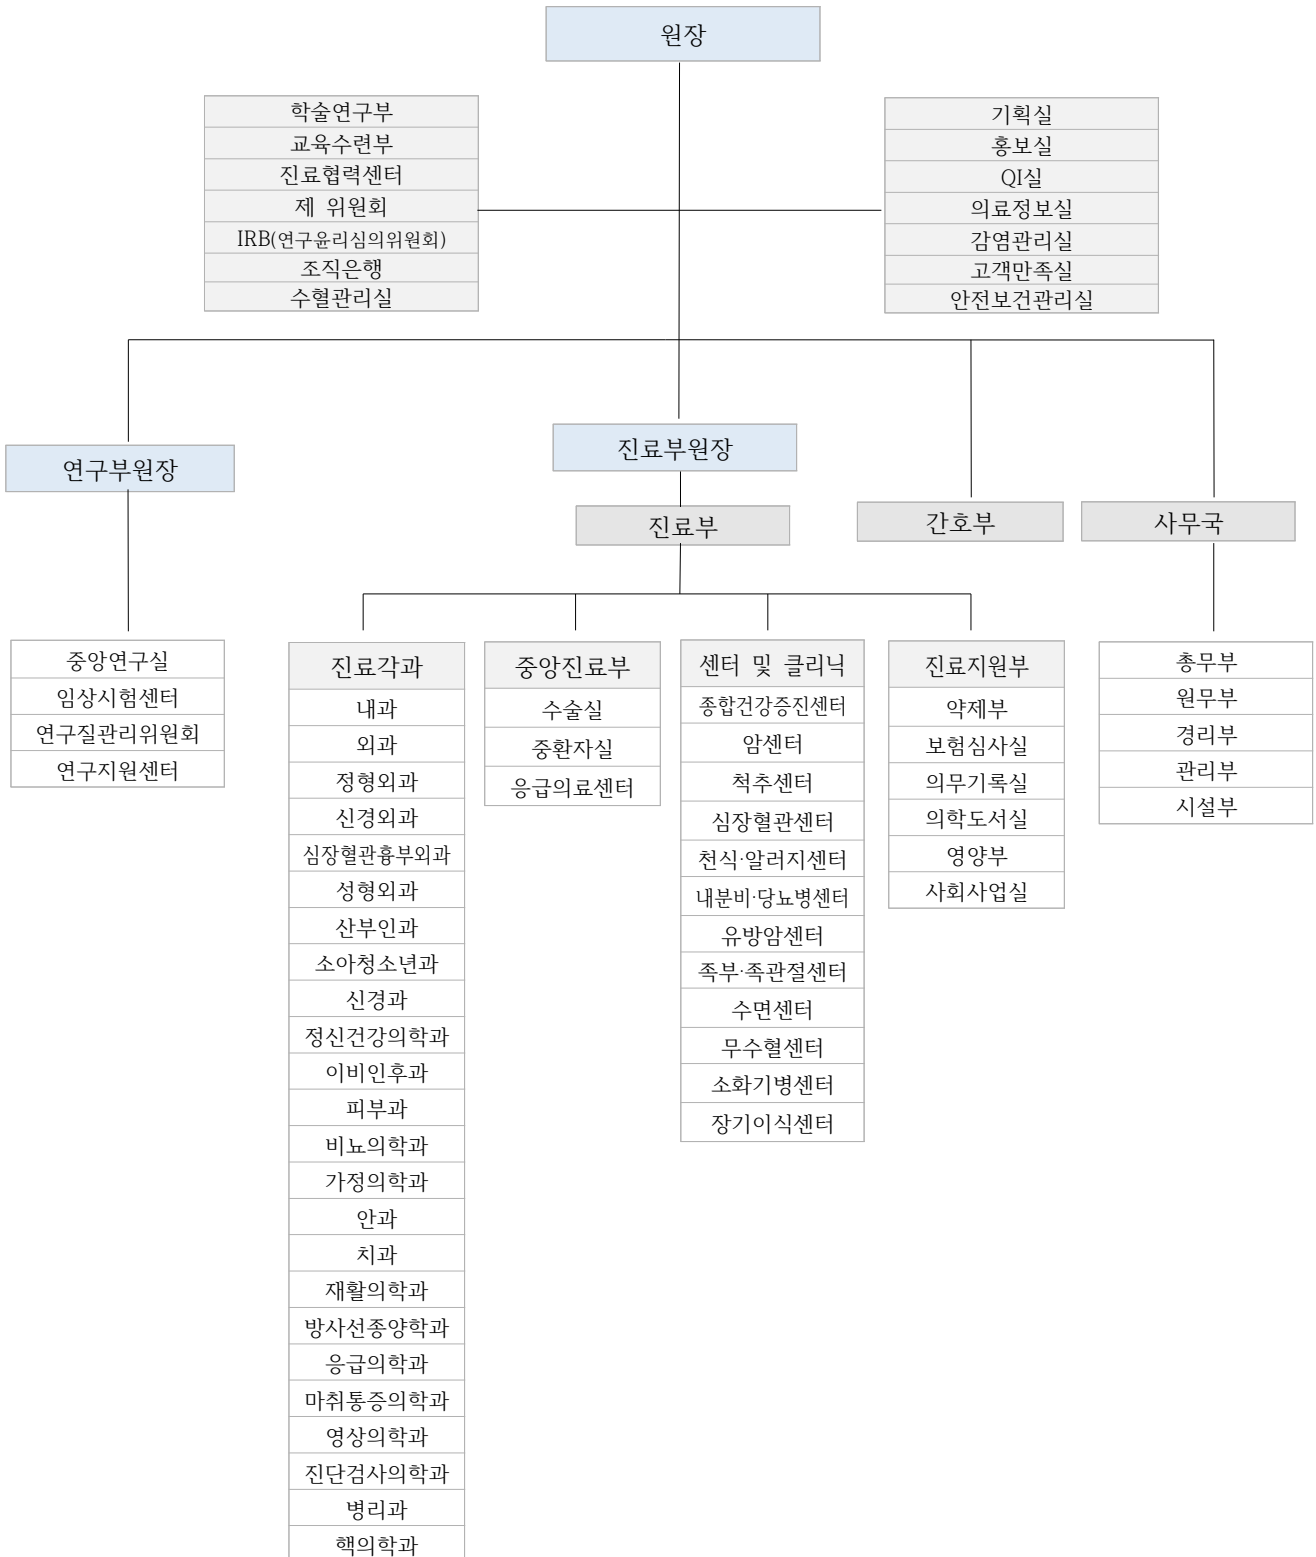 원장
학술연구부
교육수련부
진료협력센터
제 위원회
IRB(연구윤리심의위원회)
조직은행
수혈관리실
기획실
홍보실
QI실
의료정보실
감염관리실
고객만족실
안전보건관리실
연구부원장
진료부원장
진료부
간호부
사무국
중앙연구실
임상시험센터
연구질관리위원회
연구지원센터
진료각과
내과
외과
정형외과
신경외과
심장혈관흉부외과
성형외과
산부인과
소아청소년과
신경과
정신건강의학과
이비인후과
피부과
비뇨의학과
가정의학과
안과
치과
재활의학과
방사선종양학과
응급의학과
마취통증의학과
영상의학과
진단검사의학과
병리과
핵의학과
중앙진료부
수술실
중환자실
응급의료센터
센터 및 클리닉
종합건강증진센터
암센터
척추센터
심장혈관센터
천식·알러지센터
내분비·당뇨병센터
유방암센터
족부·족관절센터
수면센터
무수혈센터
소화기병센터
장기이식센터
진료지원부
약제부
보험심사실
의무기록실
의학도서실
영양부
사회사업실
총무부
원무부
경리부
관리부
시설부